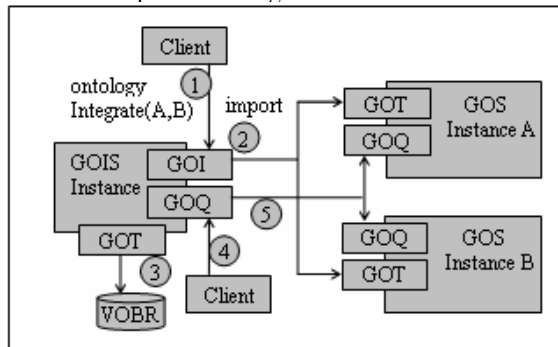 Client
1
ontology
Integrate(A,B)
import
2
GOIS
Instance
GOI
GOQ
GOT
3
VOBR
4
Client
5
GOT
GOQ
GOS
Instance A
GOQ
GOT
GOS
Instance B